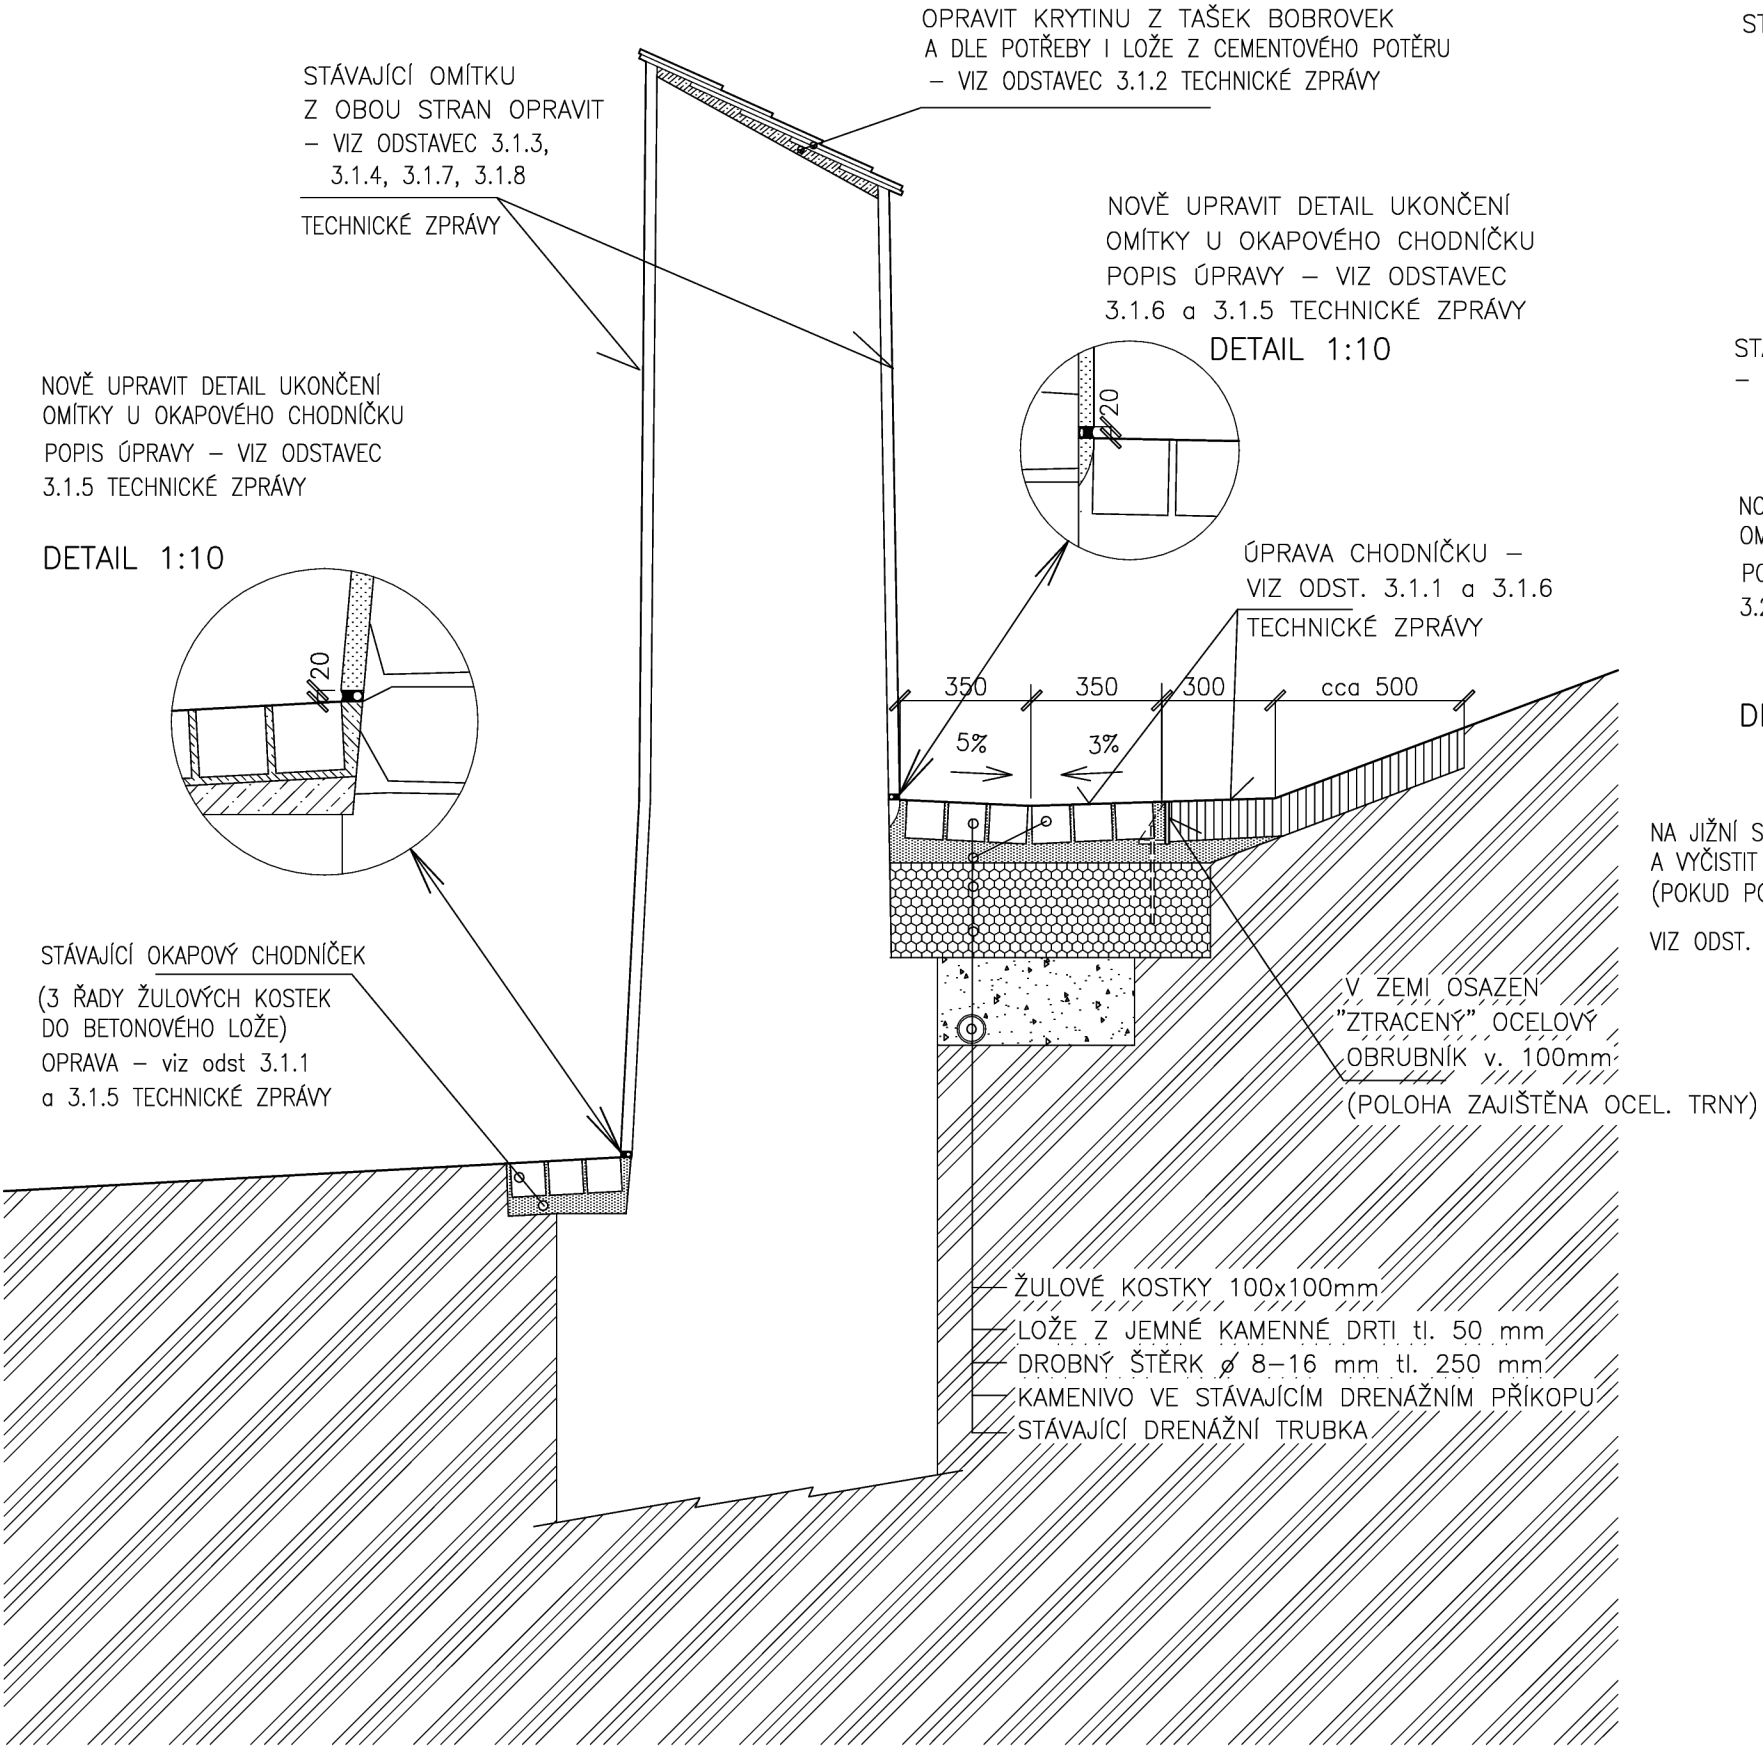 OPRAVIT KRYTINU Z TAŠEK BOBROVEK
A DLE POTŘEBY I LOŽE Z CEMENTOVÉHO POTĚRU
– VIZ ODSTAVEC 3.1.2 TECHNICKÉ ZPRÁVY
STÁVAJÍCÍ OMÍTKU
Z OBOU STRAN OPRAVIT
– VIZ ODSTAVEC 3.1.3,
3.1.4, 3.1.7, 3.1.8
TECHNICKÉ ZPRÁVY
NOVĚ UPRAVIT DETAIL UKONČENÍ
OMÍTKY U OKAPOVÉHO CHODNÍČKU
POPIS ÚPRAVY – VIZ ODSTAVEC
3.1.6 a 3.1.5 TECHNICKÉ ZPRÁVY
DETAIL 1:10
20
NOVĚ UPRAVIT DETAIL UKONČENÍ
OMÍTKY U OKAPOVÉHO CHODNÍČKU
POPIS ÚPRAVY – VIZ ODSTAVEC
3.1.5 TECHNICKÉ ZPRÁVY
DETAIL 1:10
20
ÚPRAVA CHODNÍČKU –
VIZ ODST. 3.1.1 a 3.1.6
TECHNICKÉ ZPRÁVY
350 350 300 cca 500
5% 3%
STÁVAJÍCÍ OKAPOVÝ CHODNÍČEK
(3 ŘADY ŽULOVÝCH KOSTEK
DO BETONOVÉHO LOŽE)
OPRAVA – viz odst 3.1.1
a 3.1.5 TECHNICKÉ ZPRÁVY
V ZEMI OSAZEN
"ZTRACENÝ" OCELOVÝ
OBRUBNÍK v. 100mm
(POLOHA ZAJIŠTĚNA OCEL. TRNY)
ŽULOVÉ KOSTKY 100x100mm
LOŽE Z JEMNÉ KAMENNÉ DRTI tl. 50 mm
DROBNÝ ŠTĚRK ø 8–16 mm tl. 250 mm
KAMENIVO VE STÁVAJÍCÍM DRENÁŽNÍM PŘÍKOPU
STÁVAJÍCÍ DRENÁŽNÍ TRUBKA
NA JIŽNÍ S
A VYČISTIT
(POKUD PO
VIZ ODST.